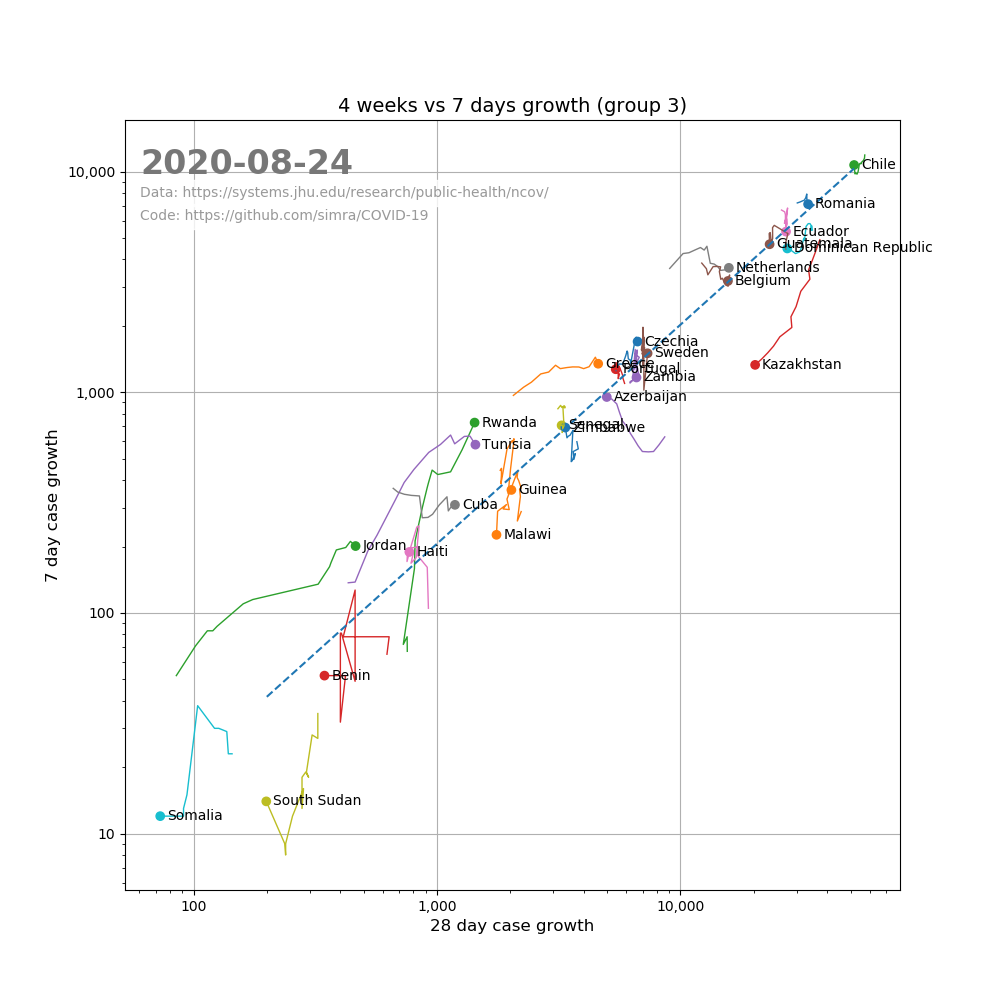 4 weeks vs 7 days growth (group 3)
2020-08-24
Data: https://systems.jhu.edu/research/public-health/ncov/
Code: https://github.com/simra/COVID-19
7 day case growth
10,000
1,000
100
10
Chile
Romania
Ecuador
Guatemala
Dominican Republic
Netherlands
Belgium
Czechia
Sweden
Greece
Portugal
Kazakhstan
Zambia
Azerbaijan
Rwanda
Senegal
Zimbabwe
Tunisia
Guinea
Cuba
Malawi
Jordan
Haiti
Benin
South Sudan
Somalia
100
1,000
10,000
28 day case growth